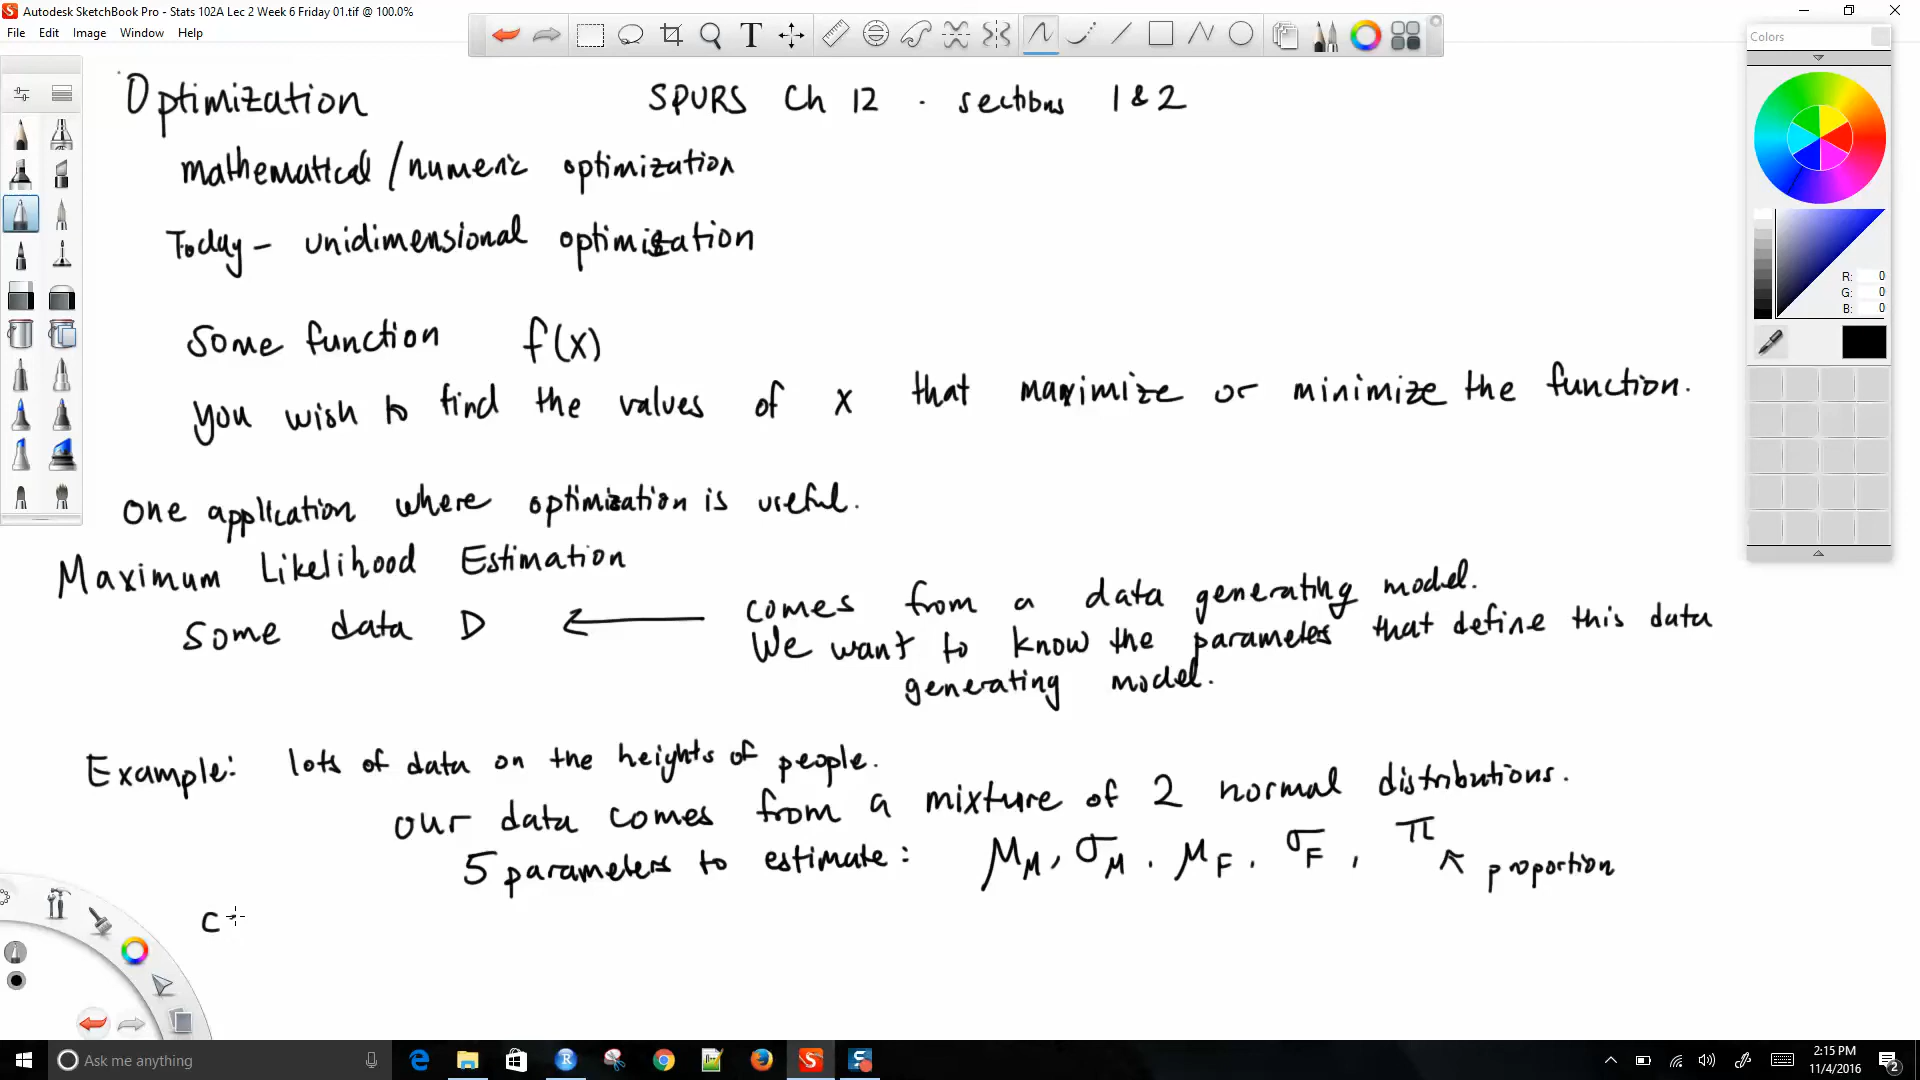 Autodesk SketchBook Pro - Stats 102A Lec 2 Week 6 Friday 01.tif @ 100.0%
File Edit Image Window Help
Colors
R: 0
G: 0
B: 0
Optimization SPURS Ch 12 . sections 1 & 2
mathematical / numeric optimization
Today - unidimensional optimization
Some function f(x)
you wish to find the values of x that maximize or minimize the function.
One application where optimization is useful.
Maximum Likelihood Estimation
Some data D ← comes from a data generating model.
We want to know the parameters that define this data
generating model.
Example: lots of data on the heights of people.
our data comes from a mixture of 2 normal distributions.
5 parameters to estimate: μM, σM, μF, σF, π ↖ proportion
C
Ask me anything
2:15 PM
11/4/2016
2